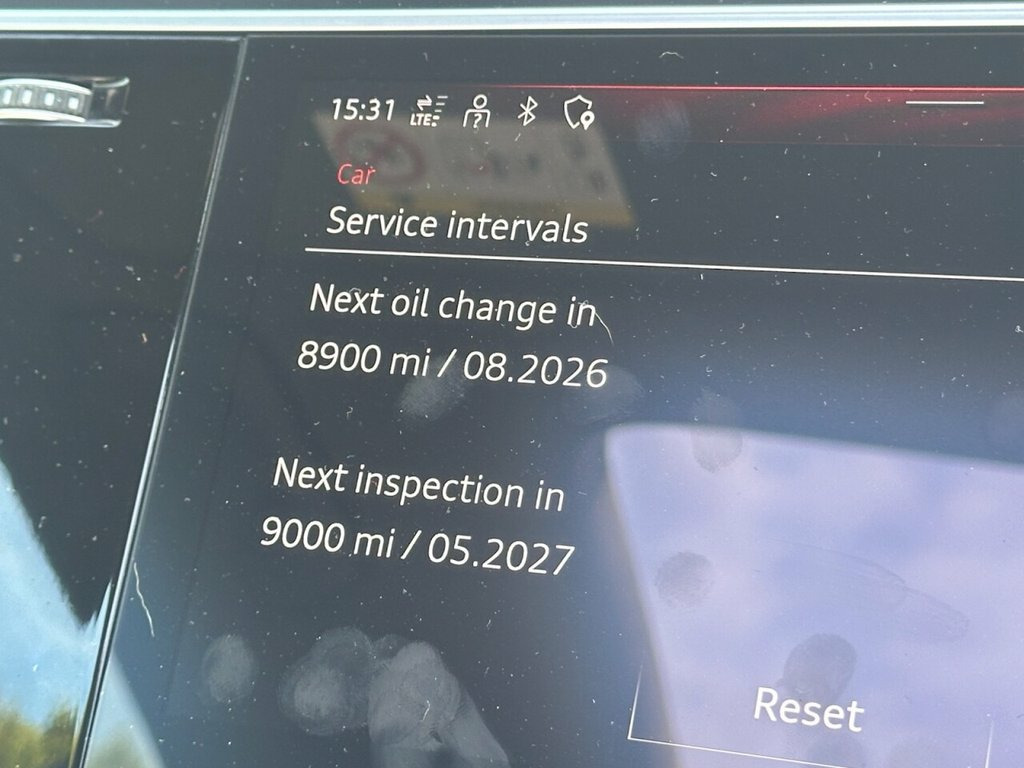 15:31 LTE
Car
Service intervals
Next oil change in
8900 mi / 08.2026
Next inspection in
9000 mi / 05.2027
Reset